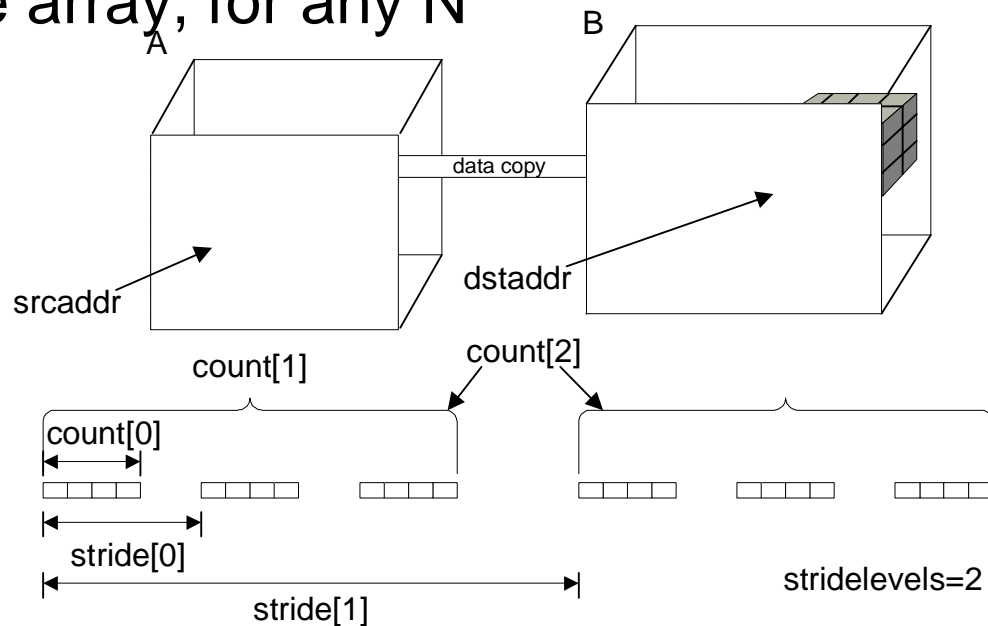 e array, for any N
A
B
data copy
srcaddr
dstaddr
count[1]
count[2]
count[0]
stride[0]
stride[1]
stridelevels=2